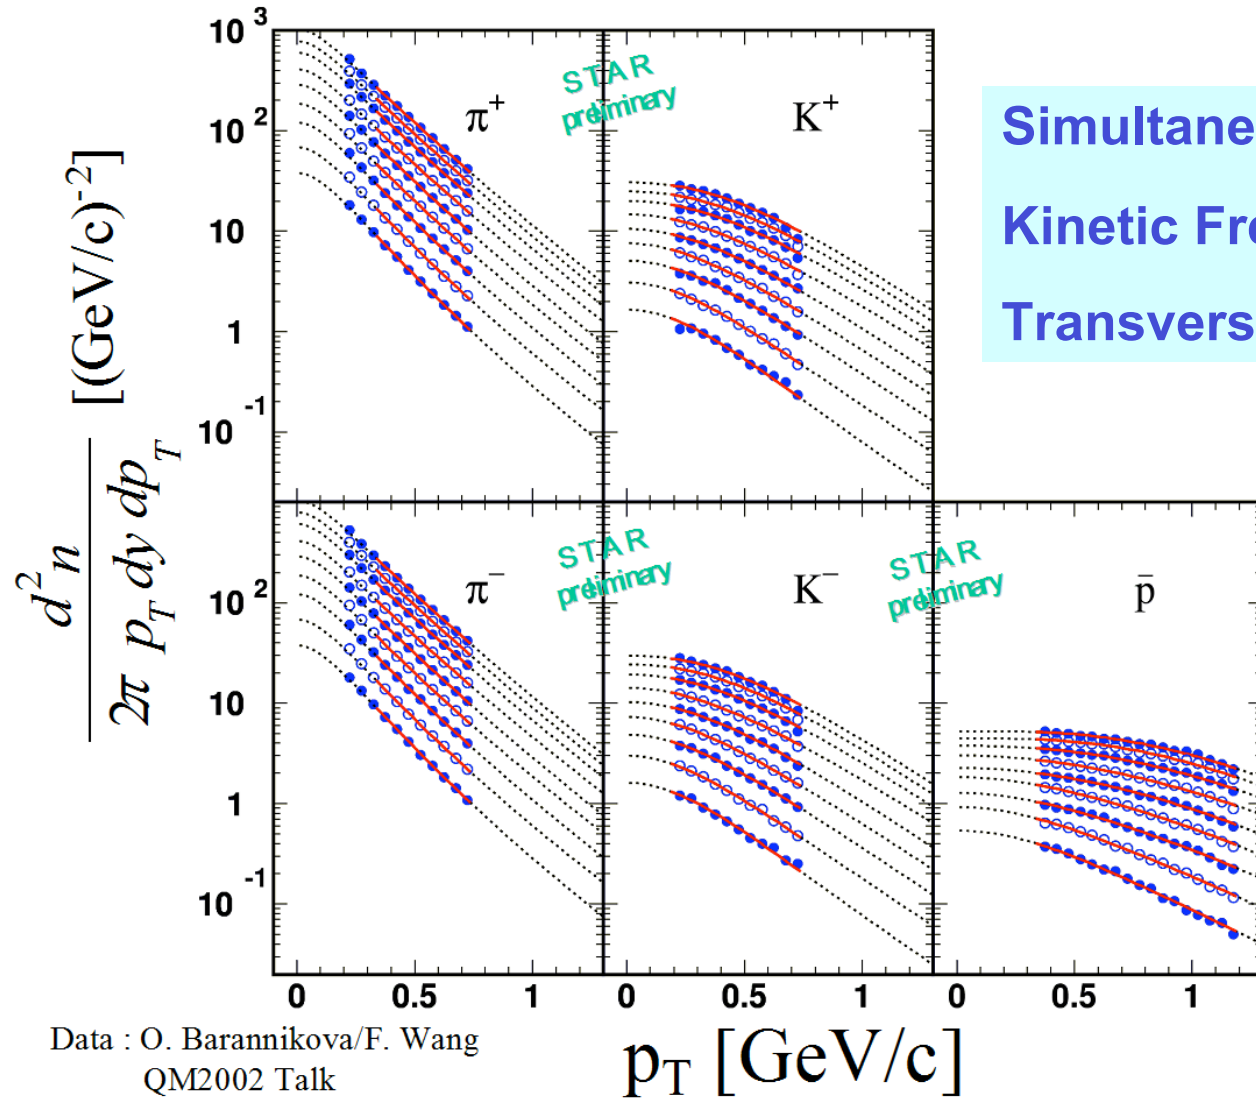 10 3
10 2
10
1
-1
10
π+
STAR
preliminary
K+
Simultane
Kinetic Fre
Transvers
d2n
2π pT dy dpT
[(GeV/c)-2]
10 2
10
1
-1
10
π−
STAR
preliminary
K−
STAR
preliminary
p̄
0 0.5 1
0 0.5 1
0 0.5 1
pT [GeV/c]
Data : O. Barannikova/F. Wang
QM2002 Talk